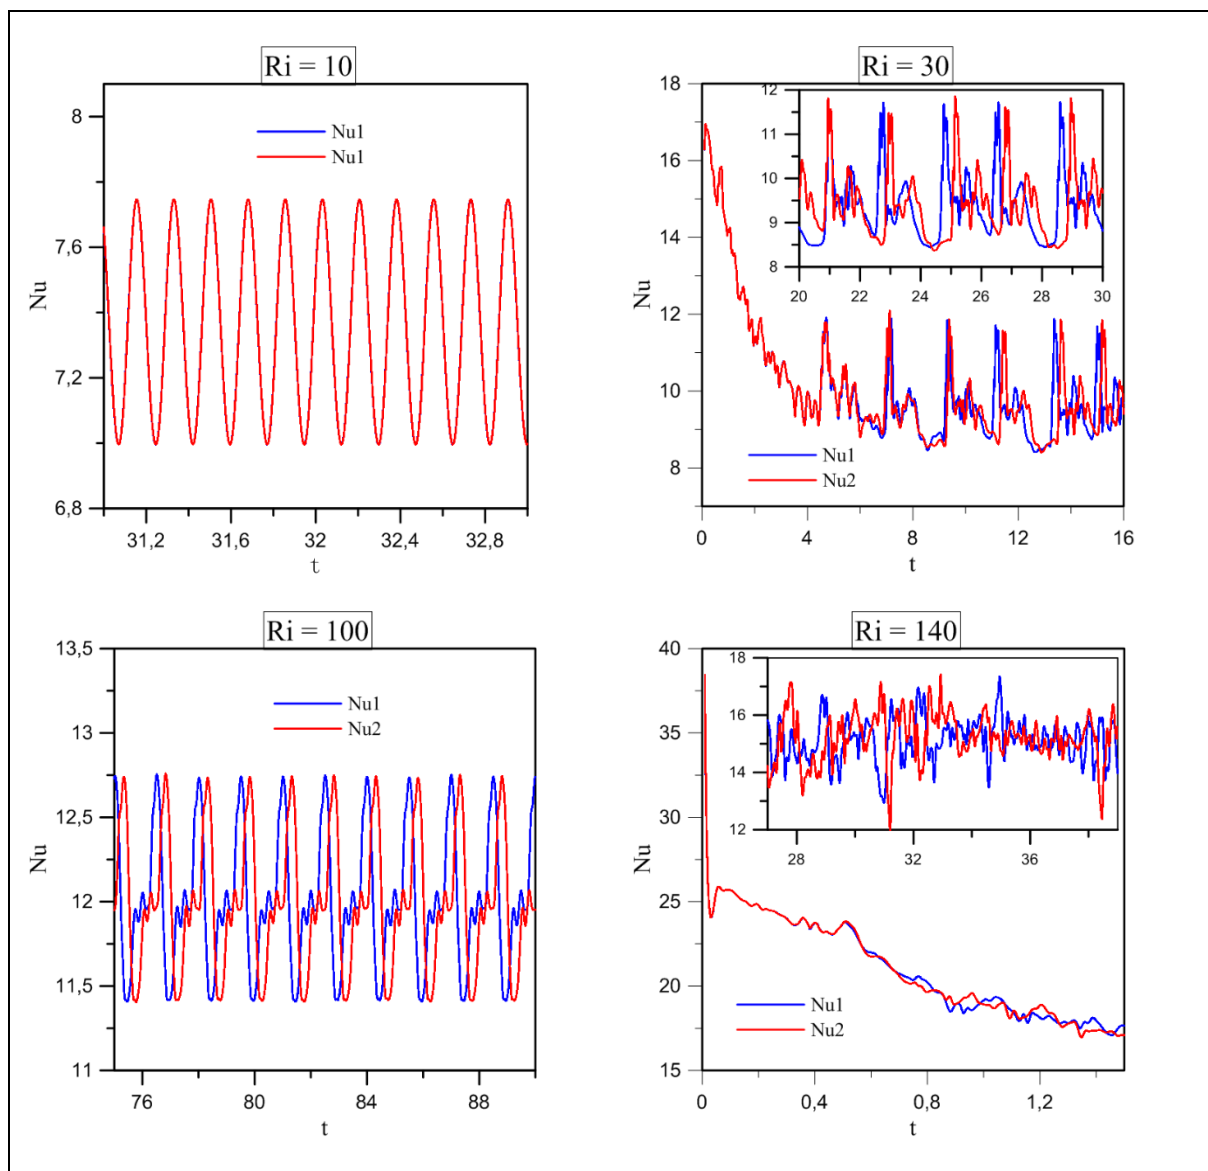 Ri = 10
8
7,6
7,2
6,8
Nu
Nu1
Nu1
31,2 31,6 32 32,4 32,8
t
Ri = 30
18
16
14
12
10
8
Nu
12
11
10
9
8
20 22 24 26 28 30
Nu1
Nu2
0 4 8 12 16
t
Ri = 100
13,5
13
12,5
12
11,5
11
Nu
Nu1
Nu2
76 80 84 88
t
Ri = 140
40
35
30
25
20
15
Nu
18
16
14
12
28 32 36
Nu1
Nu2
0 0,4 0,8 1,2
t